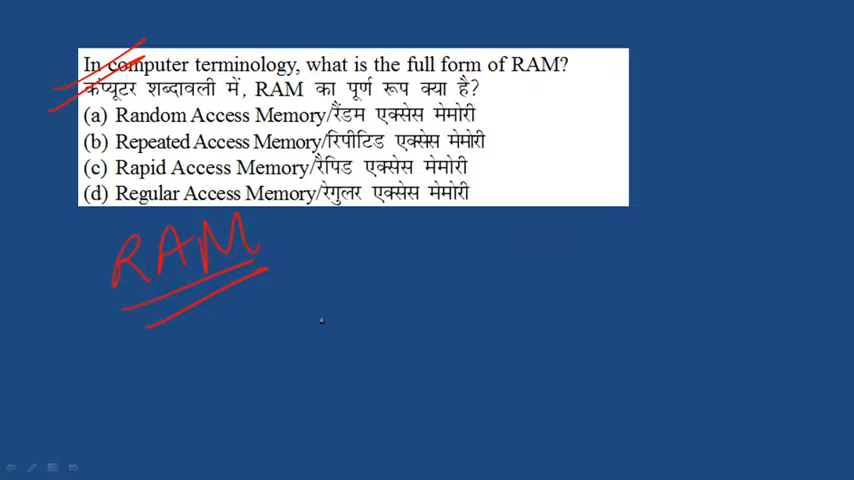 In computer terminology, what is the full form of RAM?
कंप्यूटर शब्दावली में, RAM का पूर्ण रूप क्या है?
(a) Random Access Memory/रैंडम एक्सेस मेमोरी
(b) Repeated Access Memory/रिपीटिड एक्सेस मेमोरी
(c) Rapid Access Memory/रैपिड एक्सेस मेमोरी
(d) Regular Access Memory/रेगुलर एक्सेस मेमोरी
RAM